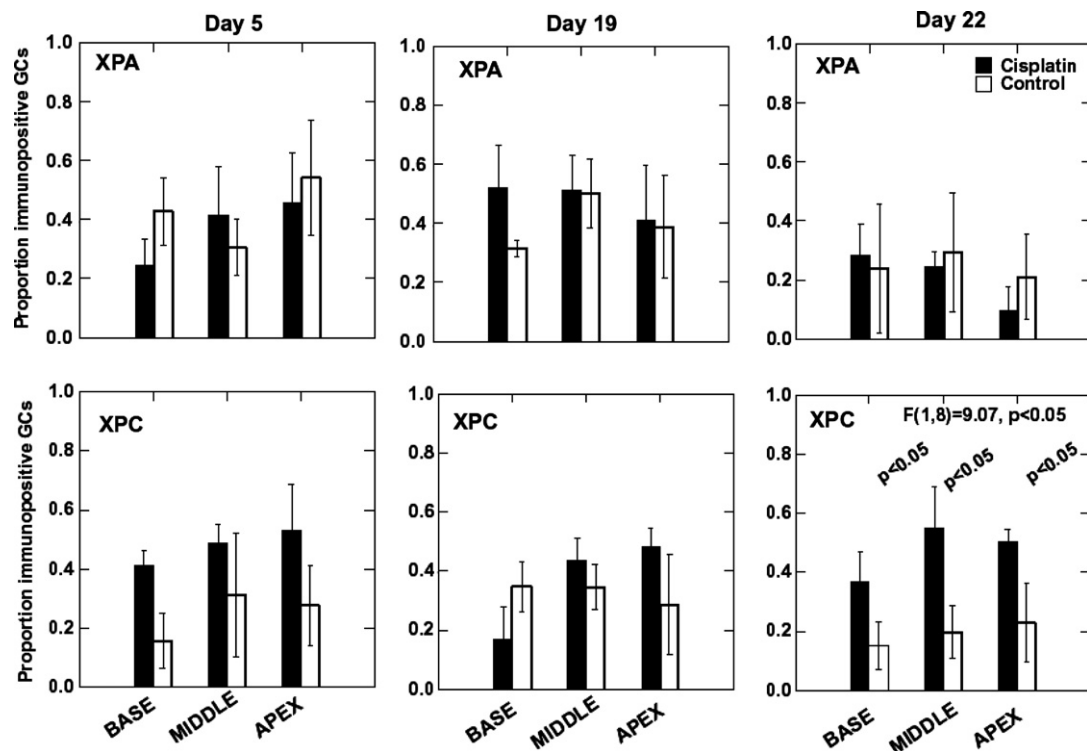 Day 5
Day 19
Day 22
Proportion immunopositive GCs
1.0
0.8
0.6
0.4
0.2
0.0
XPA
1.0
0.8
0.6
0.4
0.2
0.0
XPA
1.0
0.8
0.6
0.4
0.2
0.0
XPA
Cisplatin
Control
Proportion immunopositive GCs
1.0
0.8
0.6
0.4
0.2
0.0
XPC
BASE
MIDDLE
APEX
1.0
0.8
0.6
0.4
0.2
0.0
XPC
BASE
MIDDLE
APEX
1.0
0.8
0.6
0.4
0.2
0.0
XPC
F(1,8)=9.07, p<0.05
p<0.05
p<0.05
p<0.05
BASE
MIDDLE
APEX